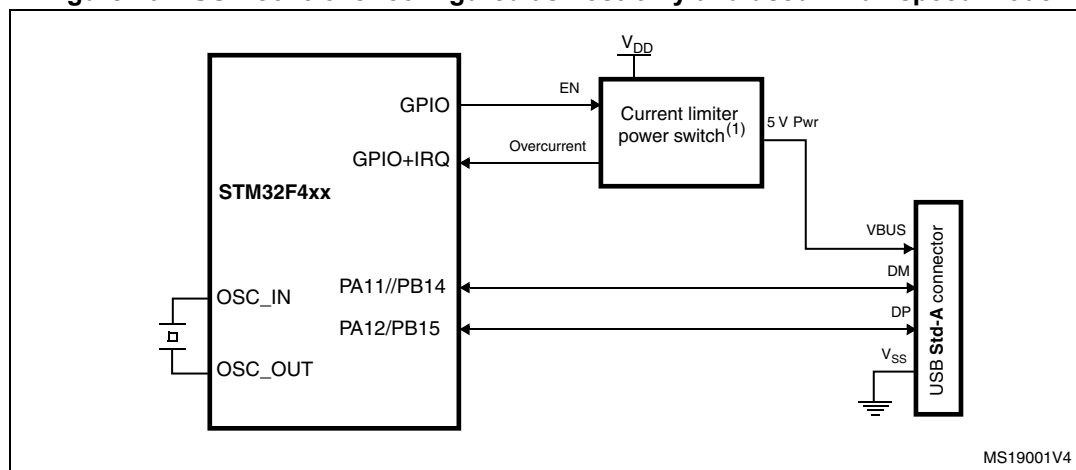 V_DD
GPIO
EN
Current limiter
power switch(1)
5 V Pwr
GPIO+IRQ
Overcurrent
STM32F4xx
VBUS
OSC_IN
PA11//PB14
DM
PA12/PB15
DP
OSC_OUT
V_SS
USB Std-A connector
MS19001V4